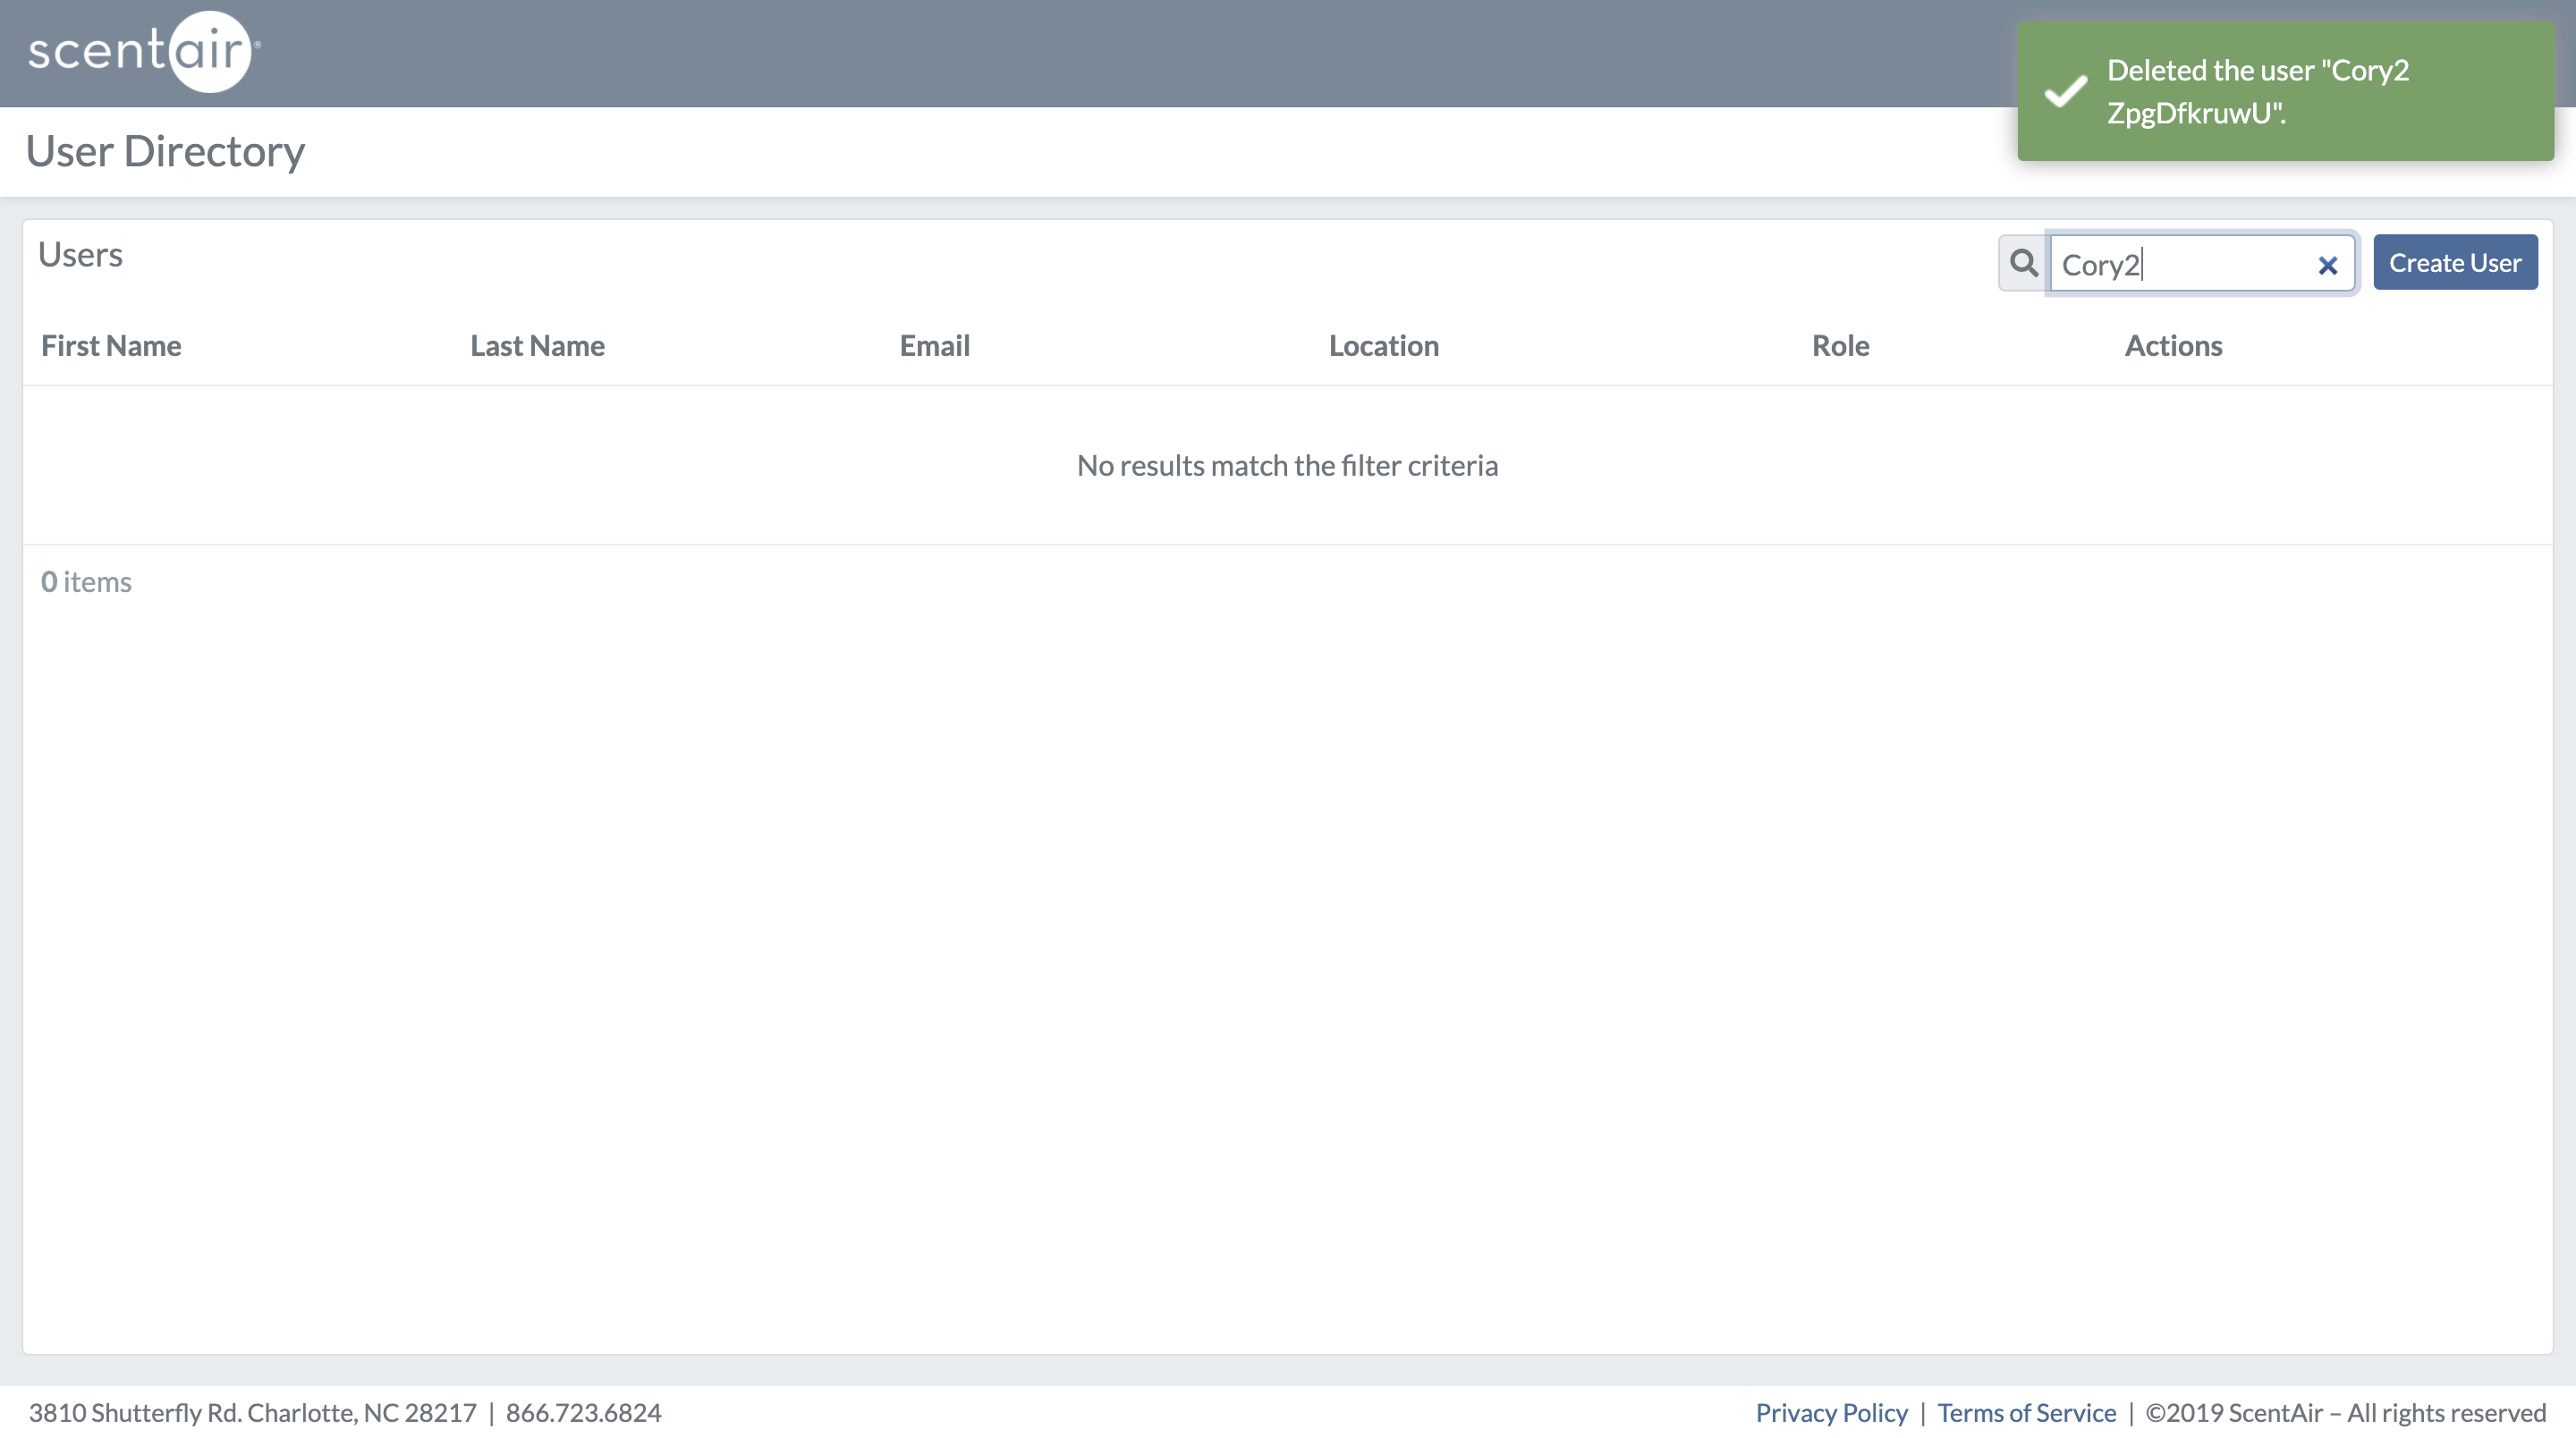 scentair®
Deleted the user "Cory2
ZpgDfkruwU".
User Directory
Users
Cory2
Create User
First Name Last Name Email Location Role Actions
No results match the filter criteria
0 items
3810 Shutterfly Rd. Charlotte, NC 28217 | 866.723.6824
Privacy Policy | Terms of Service | ©2019 ScentAir – All rights reserved